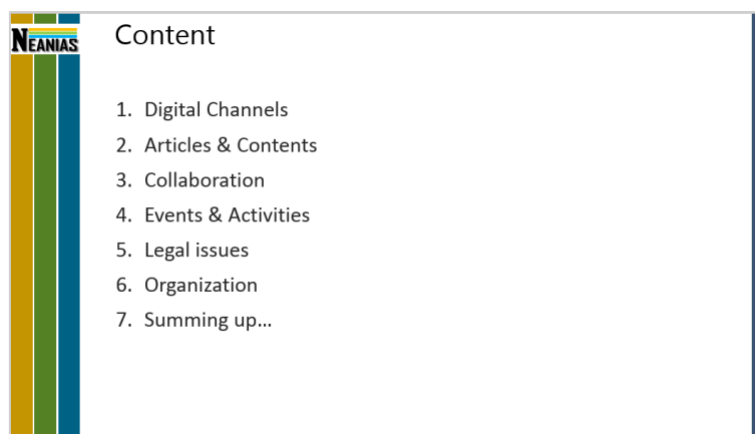 NEANIAS
Content
1. Digital Channels
2. Articles & Contents
3. Collaboration
4. Events & Activities
5. Legal issues
6. Organization
7. Summing up...